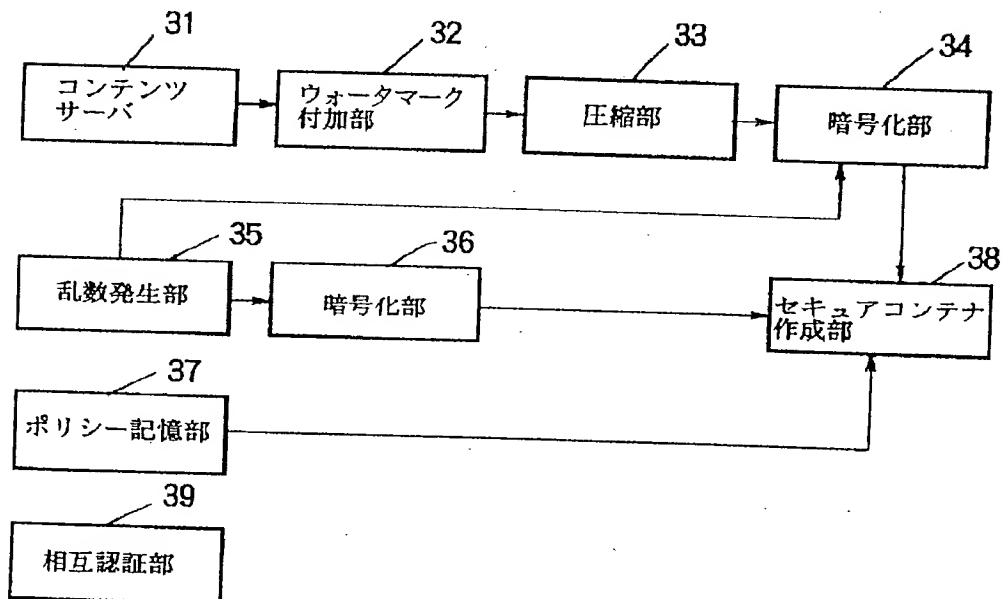 31
32
33
34
コンテンツ
サーバ
ウォータマーク
付加部
圧縮部
暗号化部
35
36
38
乱数発生部
暗号化部
セキュアコンテナ
作成部
37
ポリシー記憶部
39
相互認証部